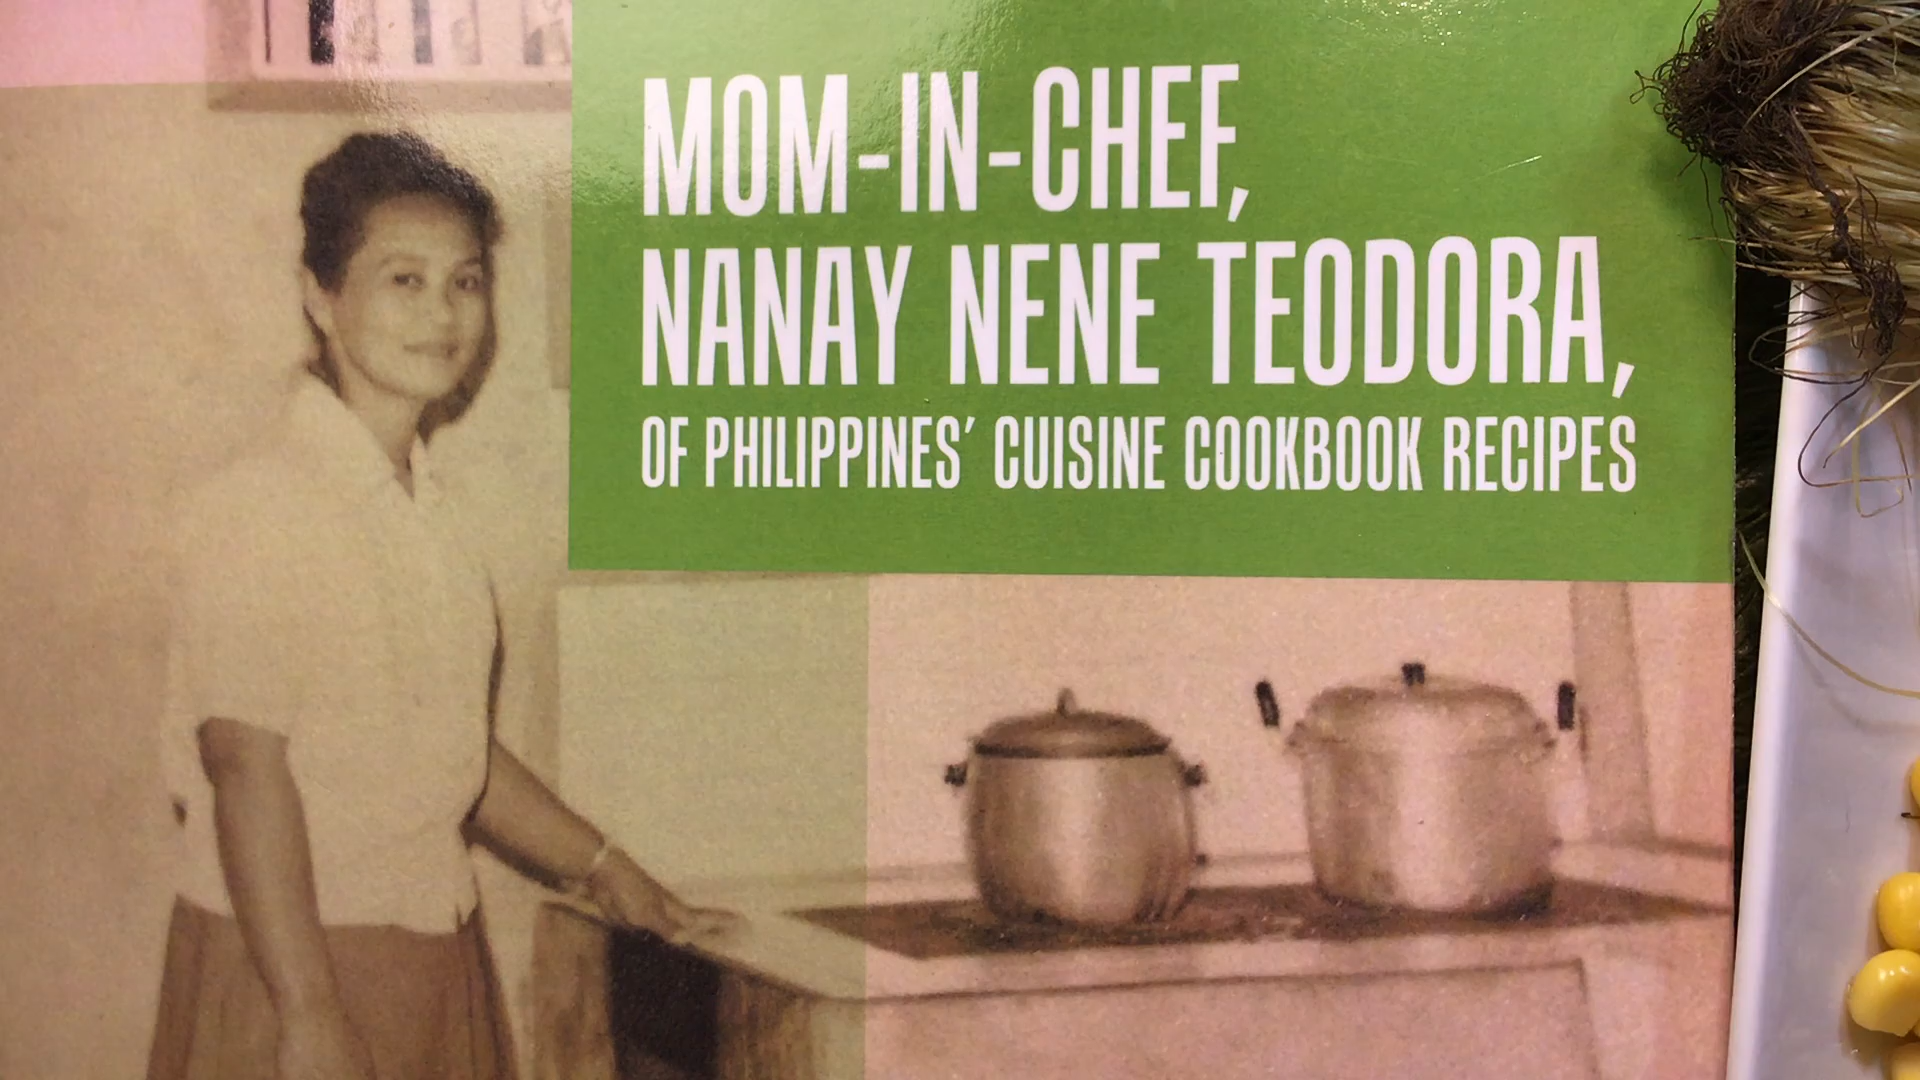 MOM-IN-CHEF,
NANAY NENE TEODORA,
OF PHILIPPINES' CUISINE COOKBOOK RECIPES